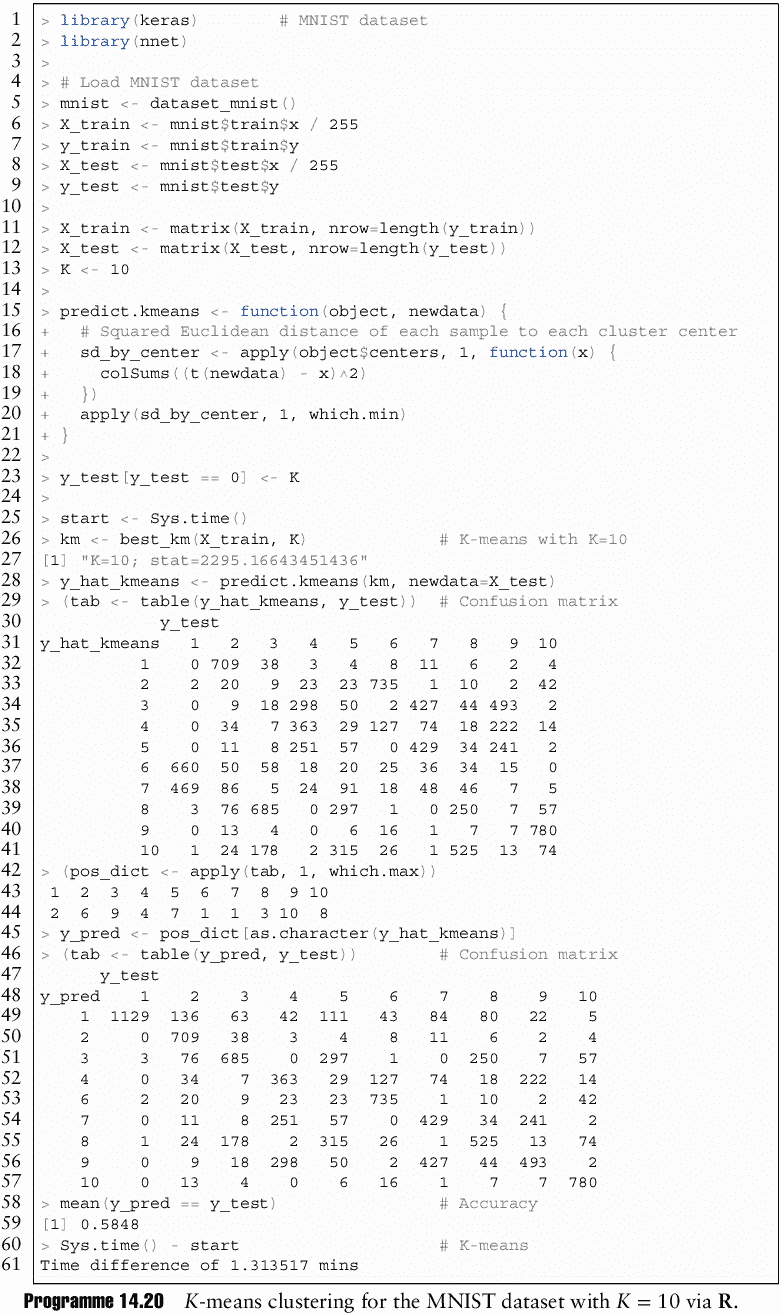 1 > library(keras)        # MNIST dataset
2 > library(nnet)
3 >
4 > # Load MNIST dataset
5 > mnist <- dataset_mnist()
6 > X_train <- mnist$train$x / 255
7 > y_train <- mnist$train$y
8 > X_test <- mnist$test$x / 255
9 > y_test <- mnist$test$y
10 >
11 > X_train <- matrix(X_train, nrow=length(y_train))
12 > X_test <- matrix(X_test, nrow=length(y_test))
13 > K <- 10
14 >
15 > predict.kmeans <- function(object, newdata) {
16 +   # Squared Euclidean distance of each sample to each cluster center
17 +   sd_by_center <- apply(object$centers, 1, function(x) {
18 +     colSums((t(newdata) - x)^2)
19 +   })
20 +   apply(sd_by_center, 1, which.min)
21 + }
22 >
23 > y_test[y_test == 0] <- K
24 >
25 > start <- Sys.time()
26 > km <- best_km(X_train, K)             # K-means with K=10
27 [1] "K=10; stat=2295.16643451436"
28 > y_hat_kmeans <- predict.kmeans(km, newdata=X_test)
29 > (tab <- table(y_hat_kmeans, y_test))  # Confusion matrix
30             y_test
31 y_hat_kmeans   1   2   3   4   5   6   7   8   9  10
32           1    0 709  38   3   4   8  11   6   2   4
33           2    2  20   9  23  23 735   1  10   2  42
34           3    0   9  18 298  50   2 427  44 493   2
35           4    0  34   7 363  29 127  74  18 222  14
36           5    0  11   8 251  57   0 429  34 241   2
37           6  660  50  58  18  20  25  36  34  15   0
38           7  469  86   5  24  91  18  48  46   7   5
39           8    3  76 685   0 297   1   0 250   7  57
40           9    0  13   4   0   6  16   1   7   7 780
41           10   1  24 178   2 315  26   1 525  13  74
42 > (pos_dict <- apply(tab, 1, which.max))
43  1  2  3  4  5  6  7  8  9 10
44  2  6  9  4  7  1  1  3 10  8
45 > y_pred <- pos_dict[as.character(y_hat_kmeans)]
46 > (tab <- table(y_pred, y_test))        # Confusion matrix
47       y_test
48 y_pred    1    2    3    4    5    6    7    8    9   10
49     1  1129  136   63   42  111   43   84   80   22    5
50     2     0  709   38    3    4    8   11    6    2    4
51     3     3   76  685    0  297    1    0  250    7   57
52     4     0   34    7  363   29  127   74   18  222   14
53     6     2   20    9   23   23  735    1   10    2   42
54     7     0   11    8  251   57    0  429   34  241    2
55     8     1   24  178    2  315   26    1  525   13   74
56     9     0    9   18  298   50    2  427   44  493    2
57     10    0   13    4    0    6   16    1    7    7  780
58 > mean(y_pred == y_test)                # Accuracy
59 [1] 0.5848
60 > Sys.time() - start                    # K-means
61 Time difference of 1.313517 mins
Programme 14.20   K-means clustering for the MNIST dataset with K = 10 via R.